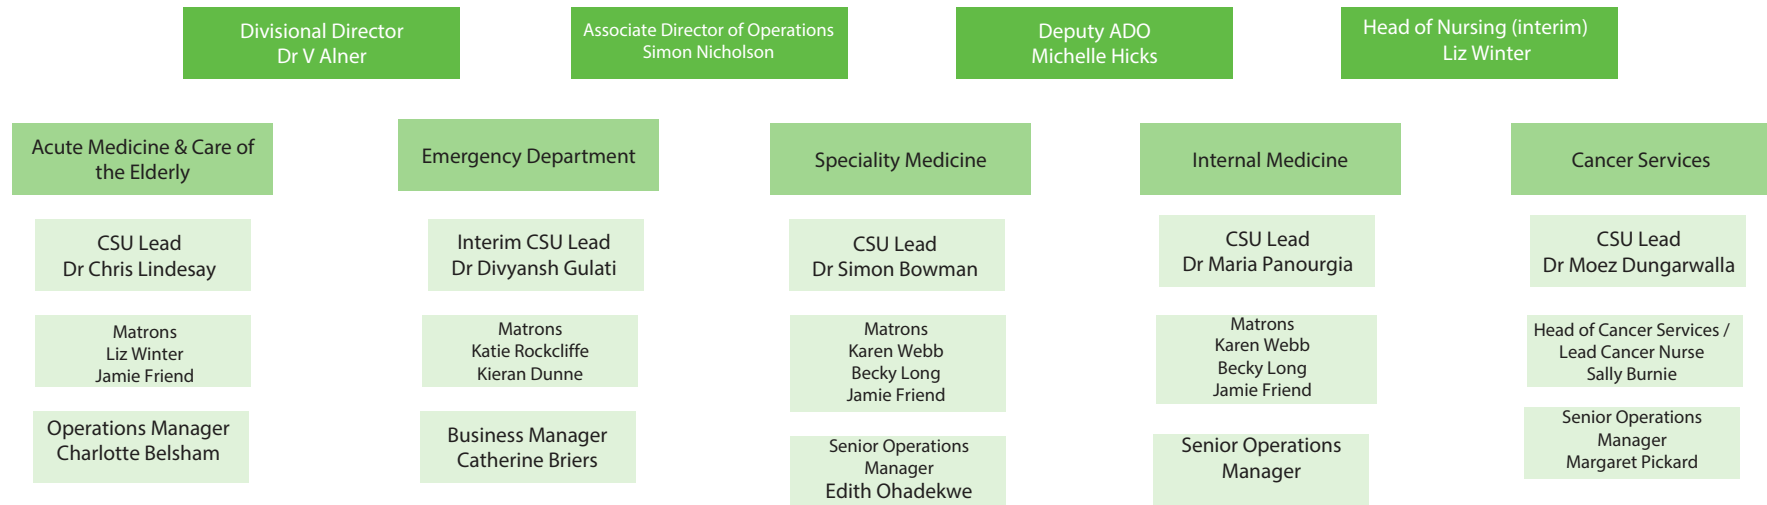 Divisional Director
Dr V Alner
Associate Director of Operations
Simon Nicholson
Deputy ADO
Michelle Hicks
Head of Nursing (interim)
Liz Winter
Acute Medicine & Care of
the Elderly
Emergency Department
Speciality Medicine
Internal Medicine
Cancer Services
CSU Lead
Dr Chris Lindesay
Interim CSU Lead
Dr Divyansh Gulati
CSU Lead
Dr Simon Bowman
CSU Lead
Dr Maria Panourgia
CSU Lead
Dr Moez Dungarwalla
Matrons
Liz Winter
Jamie Friend
Matrons
Katie Rockcliffe
Kieran Dunne
Matrons
Karen Webb
Becky Long
Jamie Friend
Matrons
Karen Webb
Becky Long
Jamie Friend
Head of Cancer Services /
Lead Cancer Nurse
Sally Burnie
Operations Manager
Charlotte Belsham
Business Manager
Catherine Briers
Senior Operations
Manager
Edith Ohadekwe
Senior Operations
Manager
Senior Operations
Manager
Margaret Pickard